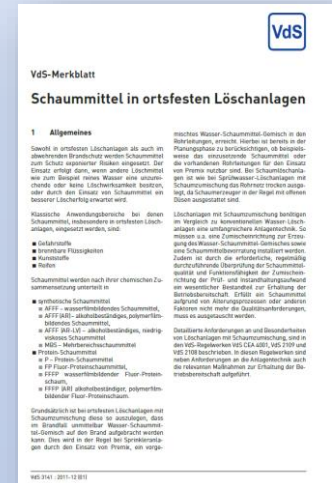 VdS
VdS-Merkblatt
Schaummittel in ortsfesten Löschanlagen
1 Allgemeines
Sowohl in ortsfesten Löschanlagen als auch im
abwehrenden Brandschutz werden Schaummittel
zum Schutz exponierter Risiken eingesetzt. Der
Einsatz erfolgt dann, wenn andere Löschmittel
wie zum Beispiel reines Wasser eine unzurei-
chende oder keine Löschwirksamkeit besitzen,
oder durch den Einsatz von Schaummittel ein
besserer Löscherfolg erwartet wird.
Klassische Anwendungsbereiche bei denen
Schaummittel, insbesondere in ortsfesten Lösch-
anlagen, eingesetzt werden, sind:
■ Gefahrstoffe
■ brennbare Flüssigkeiten
■ Kunststoffe
■ Reifen
Schaummittel werden nach ihrer chemischen Zu-
sammensetzung unterteilt in
■ synthetische Schaummittel
AFFF - wasserfilmbildendes Schaummittel,
AFFF (AR) - alkoholbeständiges, polymerfilm-
bildendes Schaummittel,
AFFF (AR-LV) - alkoholbeständiges, niedrig-
viskoses Schaummittel
MBS - Mehrbereichsschaummittel
■ Protein-Schaummittel
P - Protein-Schaummittel
FP Fluor-Proteinschaummittel,
FFFP wasserfilmbildender Fluor-Protein-
schaum,
FFFP (AR) alkoholbeständiger, polymerfilm-
bildender Fluor-Proteinschaum.
Grundsätzlich ist bei ortsfesten Löschanlagen mit
Schaumzumischung diese so auszulegen, dass
im Brandfall unmittelbar Wasser-Schaummit-
tel-Gemisch auf den Brand aufgebracht werden
kann. Dies wird in der Regel bei Sprinkleranla-
gen durch den Einsatz von Premix, ein vorge-
mischtes Wasser-Schaummittel-Gemisch in den
Rohrleitungen, erreicht. Hierbei ist bereits in der
Planungsphase zu berücksichtigen, ob beispiels-
weise das einzusetzende Schaummittel oder
die vorhandenen Rohrleitungen für den Einsatz
von Premix nutzbar sind. Bei Schaumlöschanla-
gen ist wie bei Sprühwasser-Löschanlagen mit
Schaumzumischung das Rohrnetz trocken ausge-
legt, da Schaumerzeuger in der Regel mit offenen
Düsen ausgestattet sind.
Löschanlagen mit Schaumzumischung benötigen
im Vergleich zu konventionellen Wasser-Lösch-
anlagen eine umfangreichere Anlagentechnik. So
müssen u.a. eine Zumischeinrichtung zur Erzeu-
gung des Wasser-Schaummittel-Gemisches sowie
eine Schaummittelbevorratung installiert werden.
Zudem ist durch die erforderliche, regelmäßig
durchzuführende Überprüfung der Schaummittel-
qualität und Funktionsfähigkeit der Zumischein-
richtung der Prüf- und Instandhaltungsaufwand
ein wesentlicher Bestandteil zur Erhaltung der
Betriebsbereitschaft. Erfüllt ein Schaummittel
aufgrund von Alterungsprozessen oder anderen
Faktoren nicht mehr die Qualitätsanforderungen,
muss es ausgetauscht werden.
Detaillierte Anforderungen an und Besonderheiten
von Löschanlagen mit Schaumzumischung, sind in
den VdS-Regelwerken VdS CEA 4001, VdS 2109 und
VdS 2108 beschrieben. In diesen Regelwerken sind
neben Anforderungen an die Anlagentechnik auch
die relevanten Maßnahmen zur Erhaltung der Be-
triebsbereitschaft aufgeführt.
VdS 3141 : 2011-12 (01)